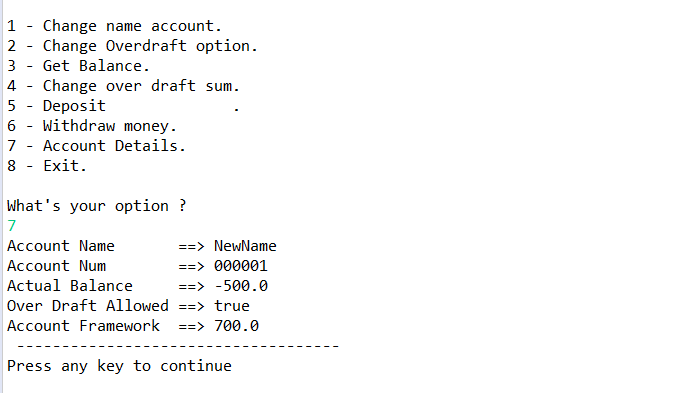 1 - Change name account.
2 - Change Overdraft option.
3 - Get Balance.
4 - Change over draft sum.
5 - Deposit              .
6 - Withdraw money.
7 - Account Details.
8 - Exit.
What's your option ?
7
Account Name       ==> NewName
Account Num        ==> 000001
Actual Balance     ==> -500.0
Over Draft Allowed ==> true
Account Framework  ==> 700.0
------------------------------------
Press any key to continue